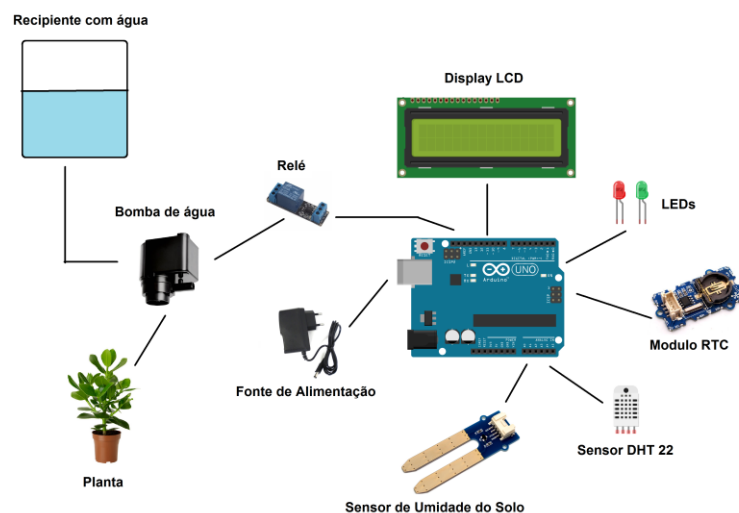 Recipiente com água
Display LCD
Relé
LEDs
Bomba de água
UNO
Arduino
Modulo RTC
Fonte de Alimentação
Sensor DHT 22
Planta
Sensor de Umidade do Solo